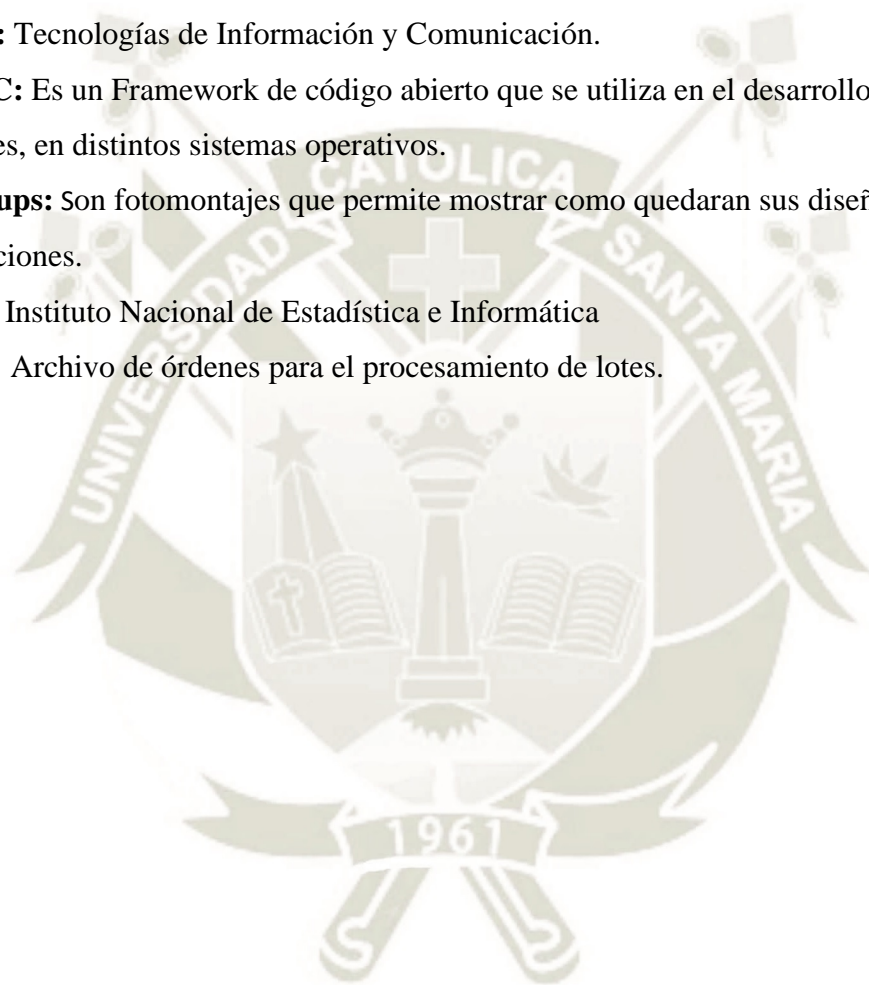 : Tecnologías de Información y Comunicación.
C: Es un Framework de código abierto que se utiliza en el desarrollo
es, en distintos sistemas operativos.
ups: Son fotomontajes que permite mostrar como quedaran sus diseñ
ciones.
Instituto Nacional de Estadística e Informática
Archivo de órdenes para el procesamiento de lotes.
UNIVERSIDAD CATOLICA SANTA MARIA
1961